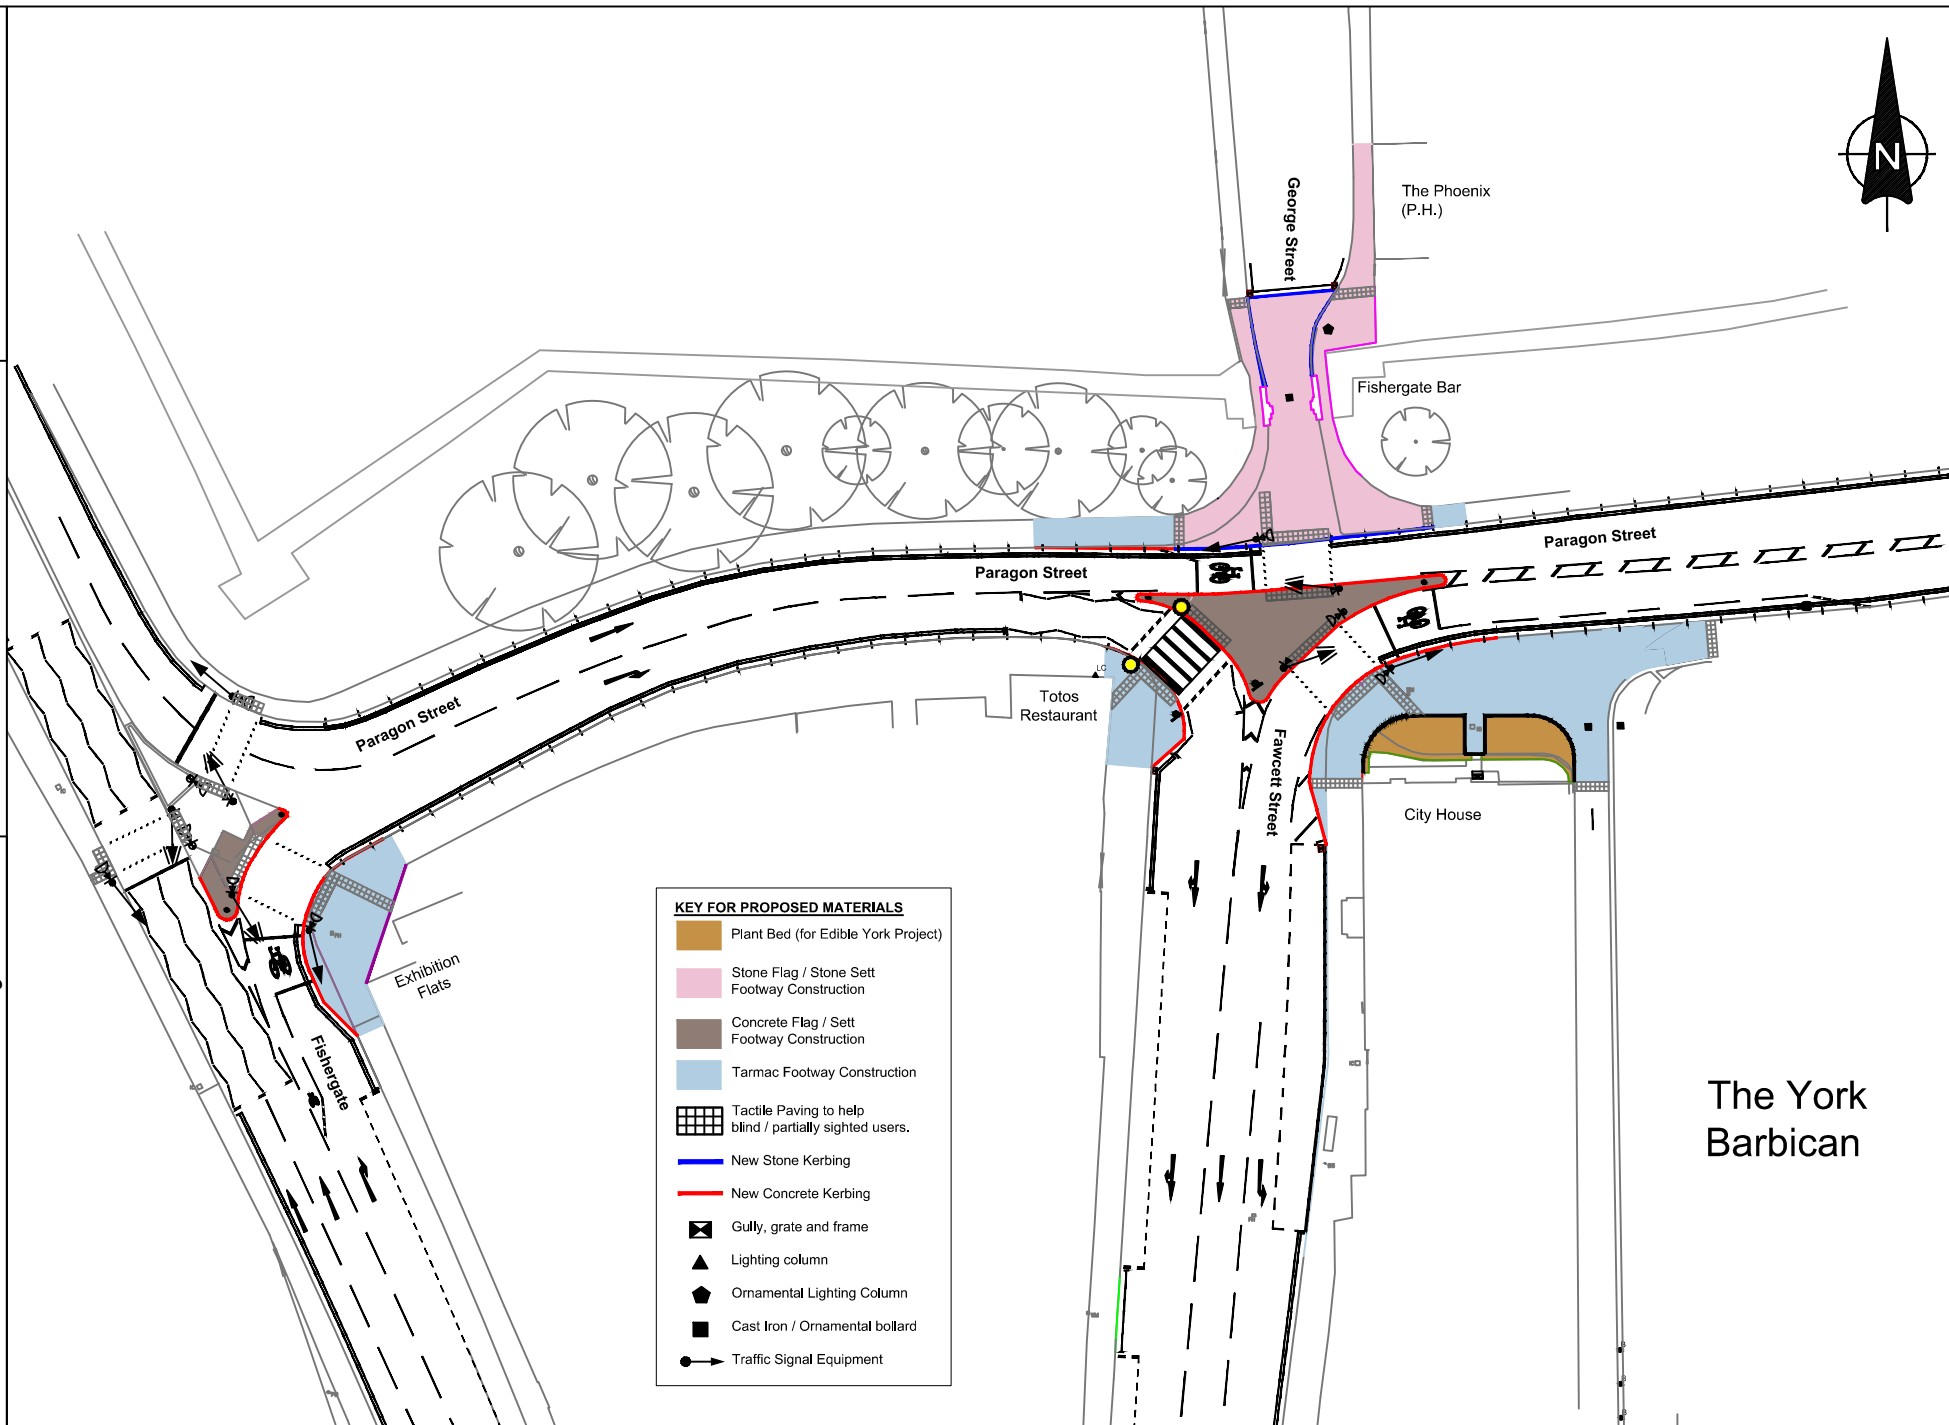 N
The Phoenix
(P.H.)
George Street
Fishergate Bar
Paragon Street
Paragon Street
Paragon Street
LC
Totos
Restaurant
Fawcett Street
City House
Exhibition
Flats
Fishergate
The York
Barbican
KEY FOR PROPOSED MATERIALS
Plant Bed (for Edible York Project)
Stone Flag / Stone Sett
Footway Construction
Concrete Flag / Sett
Footway Construction
Tarmac Footway Construction
Tactile Paving to help
blind / partially sighted users.
New Stone Kerbing
New Concrete Kerbing
Gully, grate and frame
Lighting column
Ornamental Lighting Column
Cast Iron / Ornamental bollard
Traffic Signal Equipment